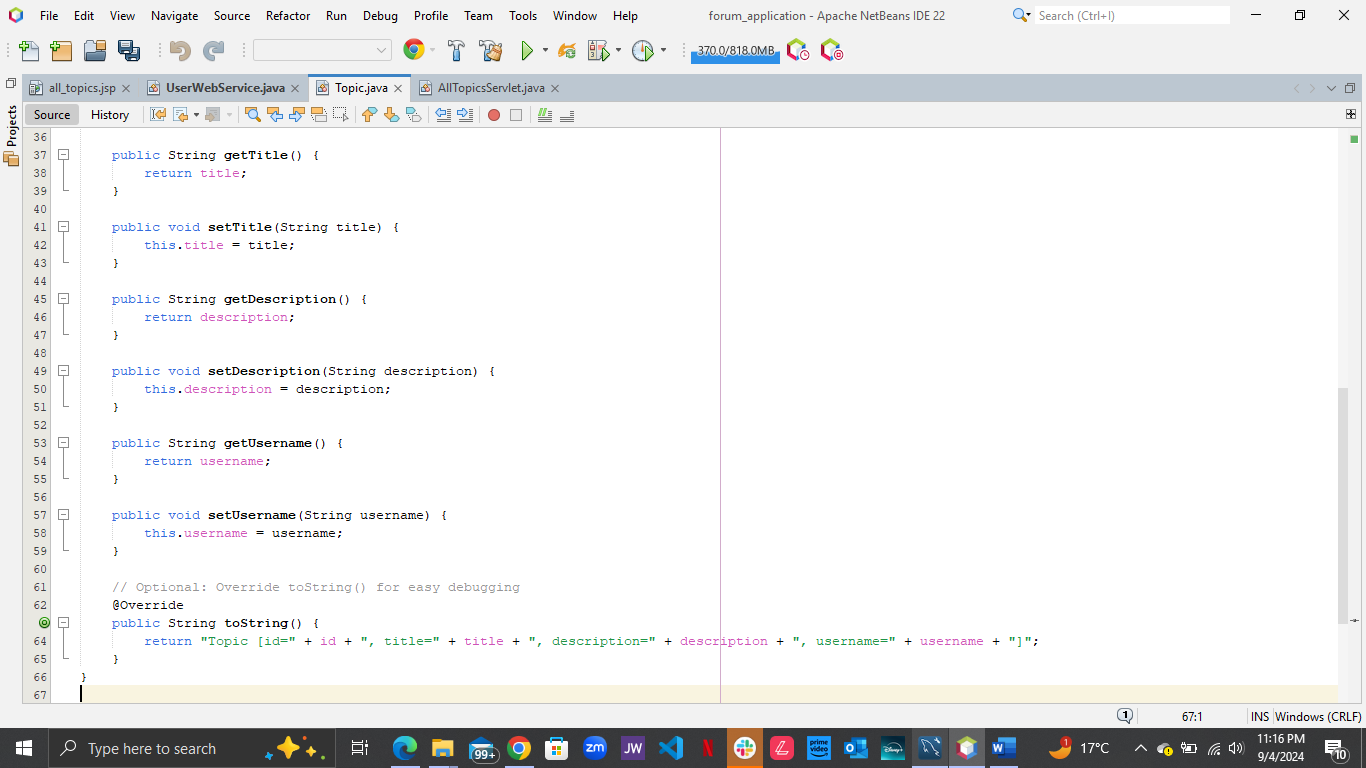 File Edit View Navigate Source Refactor Run Debug Profile Team Tools Window Help forum_application - Apache NetBeans IDE 22 Search (Ctrl+I)
370.0/818.0MB
all_topics.jsp UserWebService.java Topic.java AllTopicsServlet.java
Projects
Source History
36
37 public String getTitle() {
38 return title;
39 }
40
41 public void setTitle(String title) {
42 this.title = title;
43 }
44
45 public String getDescription() {
46 return description;
47 }
48
49 public void setDescription(String description) {
50 this.description = description;
51 }
52
53 public String getUsername() {
54 return username;
55 }
56
57 public void setUsername(String username) {
58 this.username = username;
59 }
60
61 // Optional: Override toString() for easy debugging
62 @Override
public String toString() {
64 return "Topic [id=" + id + ", title=" + title + ", description=" + description + ", username=" + username + "]";
65 }
66 }
67
1 67:1 INS Windows (CRLF)
Type here to search 99+ zm JW prime video Disney+ W 1 17°C 11:16 PM
9/4/2024 10